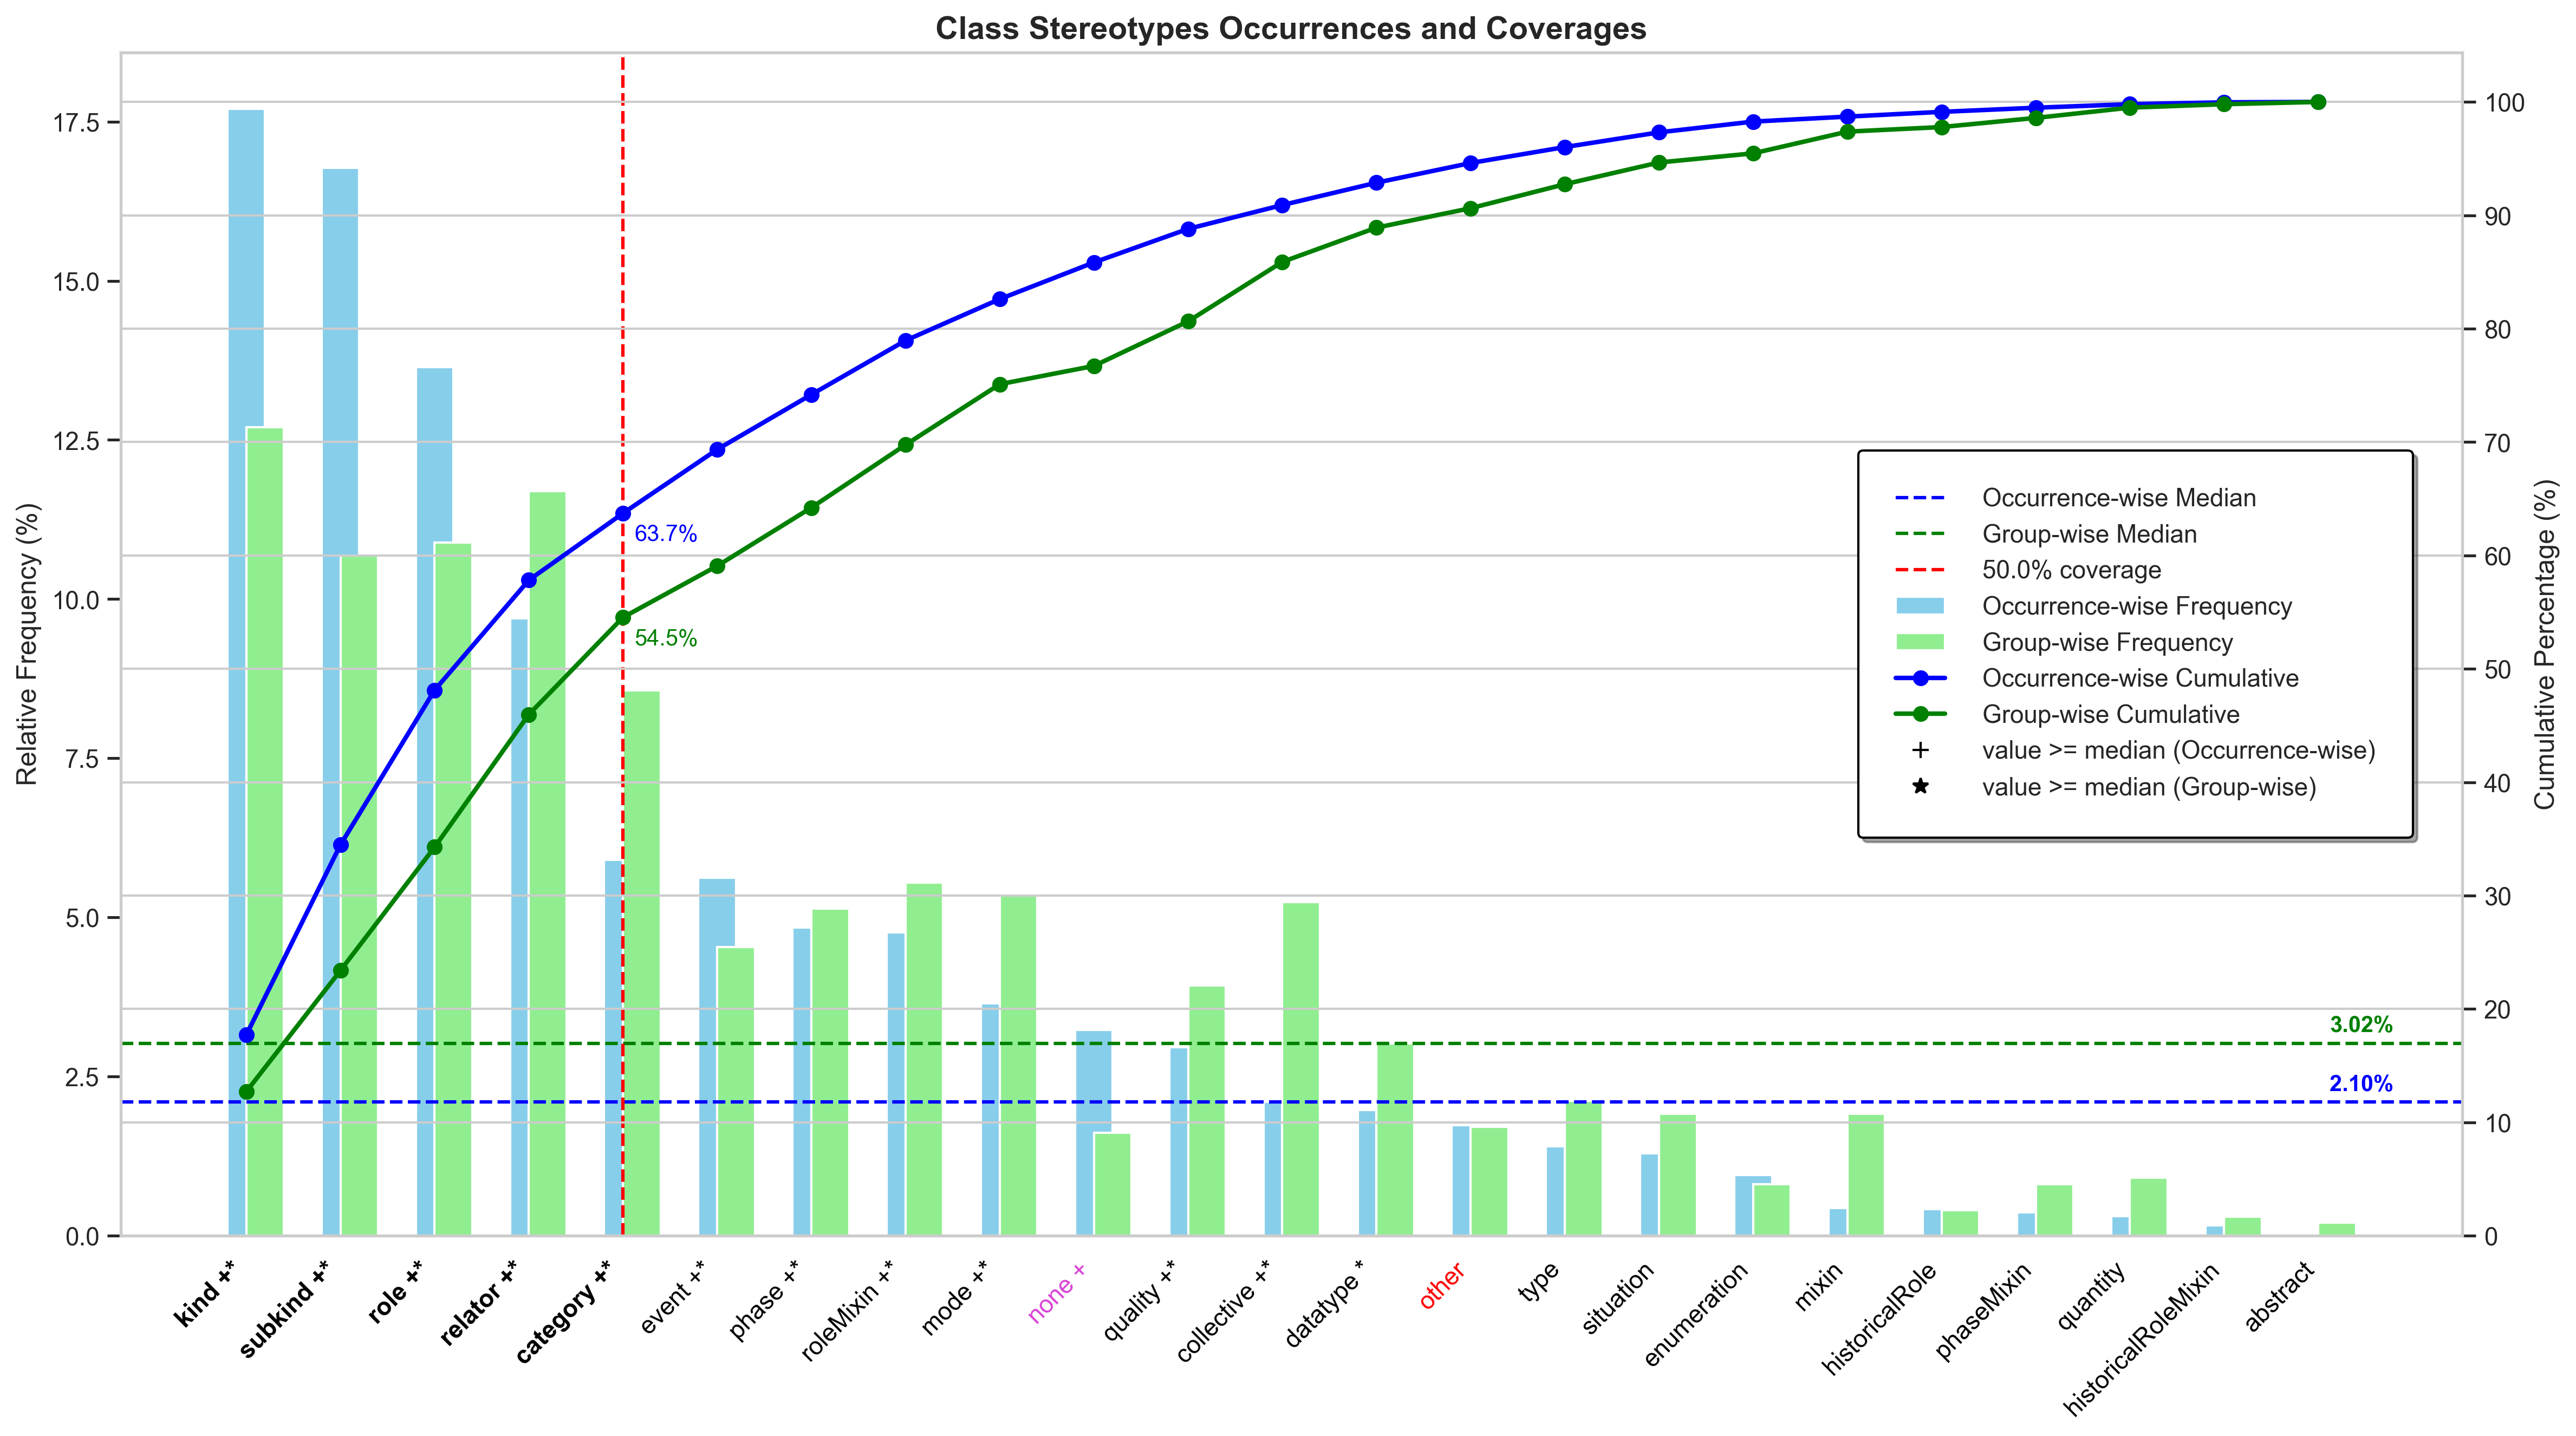 Class Stereotypes Occurrences and Coverages
Relative Frequency (%)
17.5
15.0
12.5
10.0
7.5
5.0
2.5
0.0
63.7%
54.5%
3.02%
2.10%
Occurrence-wise Median
Group-wise Median
50.0% coverage
Occurrence-wise Frequency
Group-wise Frequency
Occurrence-wise Cumulative
Group-wise Cumulative
+ value >= median (Occurrence-wise)
★ value >= median (Group-wise)
100
90
80
70
60
50
40
30
20
10
0
Cumulative Percentage (%)
kind +*
subkind +*
role +*
relator +*
category +*
event +*
phase +*
roleMixin +*
mode +*
none +
quality +*
collective +*
datatype *
other
type
situation
enumeration
mixin
historicalRole
phaseMixin
quantity
historicalRoleMixin
abstract